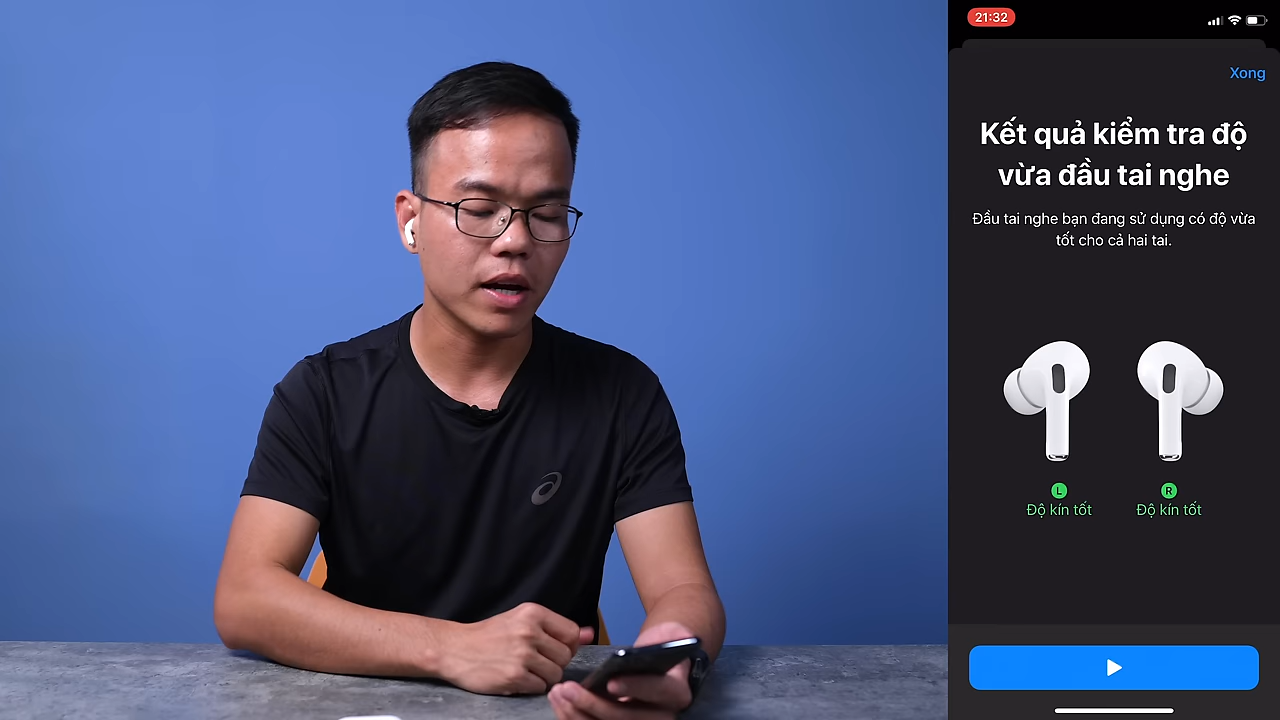 21:32
Xong
Kết quả kiểm tra độ
vừa đầu tai nghe
Đầu tai nghe bạn đang sử dụng có độ vừa
tốt cho cả hai tai.
L
R
Độ kín tốt
Độ kín tốt